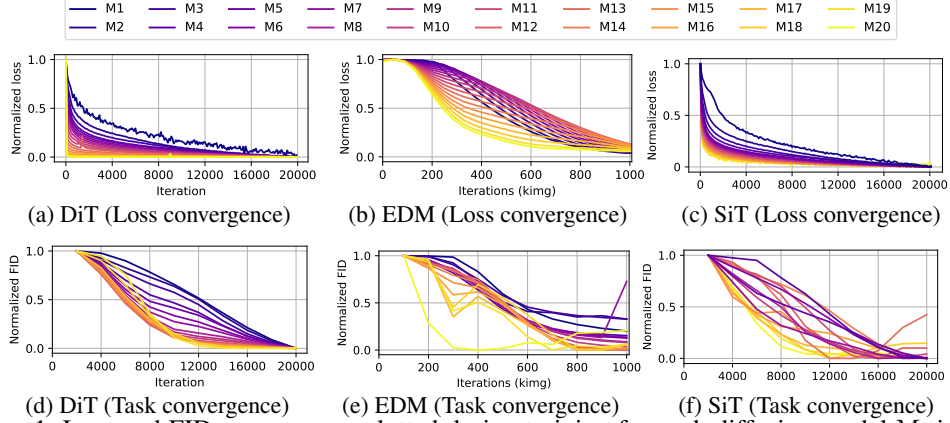 M1 M3 M5 M7 M9 M11 M13 M15 M17 M19
M2 M4 M6 M8 M10 M12 M14 M16 M18 M20
Normalized loss
1.0
0.5
0.0
0 4000 8000 12000 16000 20000
Iteration
(a) DiT (Loss convergence)
Normalized loss
1.0
0.5
0.0
0 200 400 600 800 1000
Iterations (kimg)
(b) EDM (Loss convergence)
Normalized loss
1.0
0.5
0
0 4000 8000 12000 16000 20000
(c) SiT (Loss convergence)
Normalized FID
1.0
0.5
0.0
0 4000 8000 12000 16000 20000
Iteration
(d) DiT (Task convergence)
Normalized FID
1.0
0.5
0.0
0 200 400 600 800 1000
Iterations (kimg)
(e) EDM (Task convergence)
Normalized FID
1.0
0.5
0.0
0 4000 8000 12000 16000 20000
(f) SiT (Task convergence)